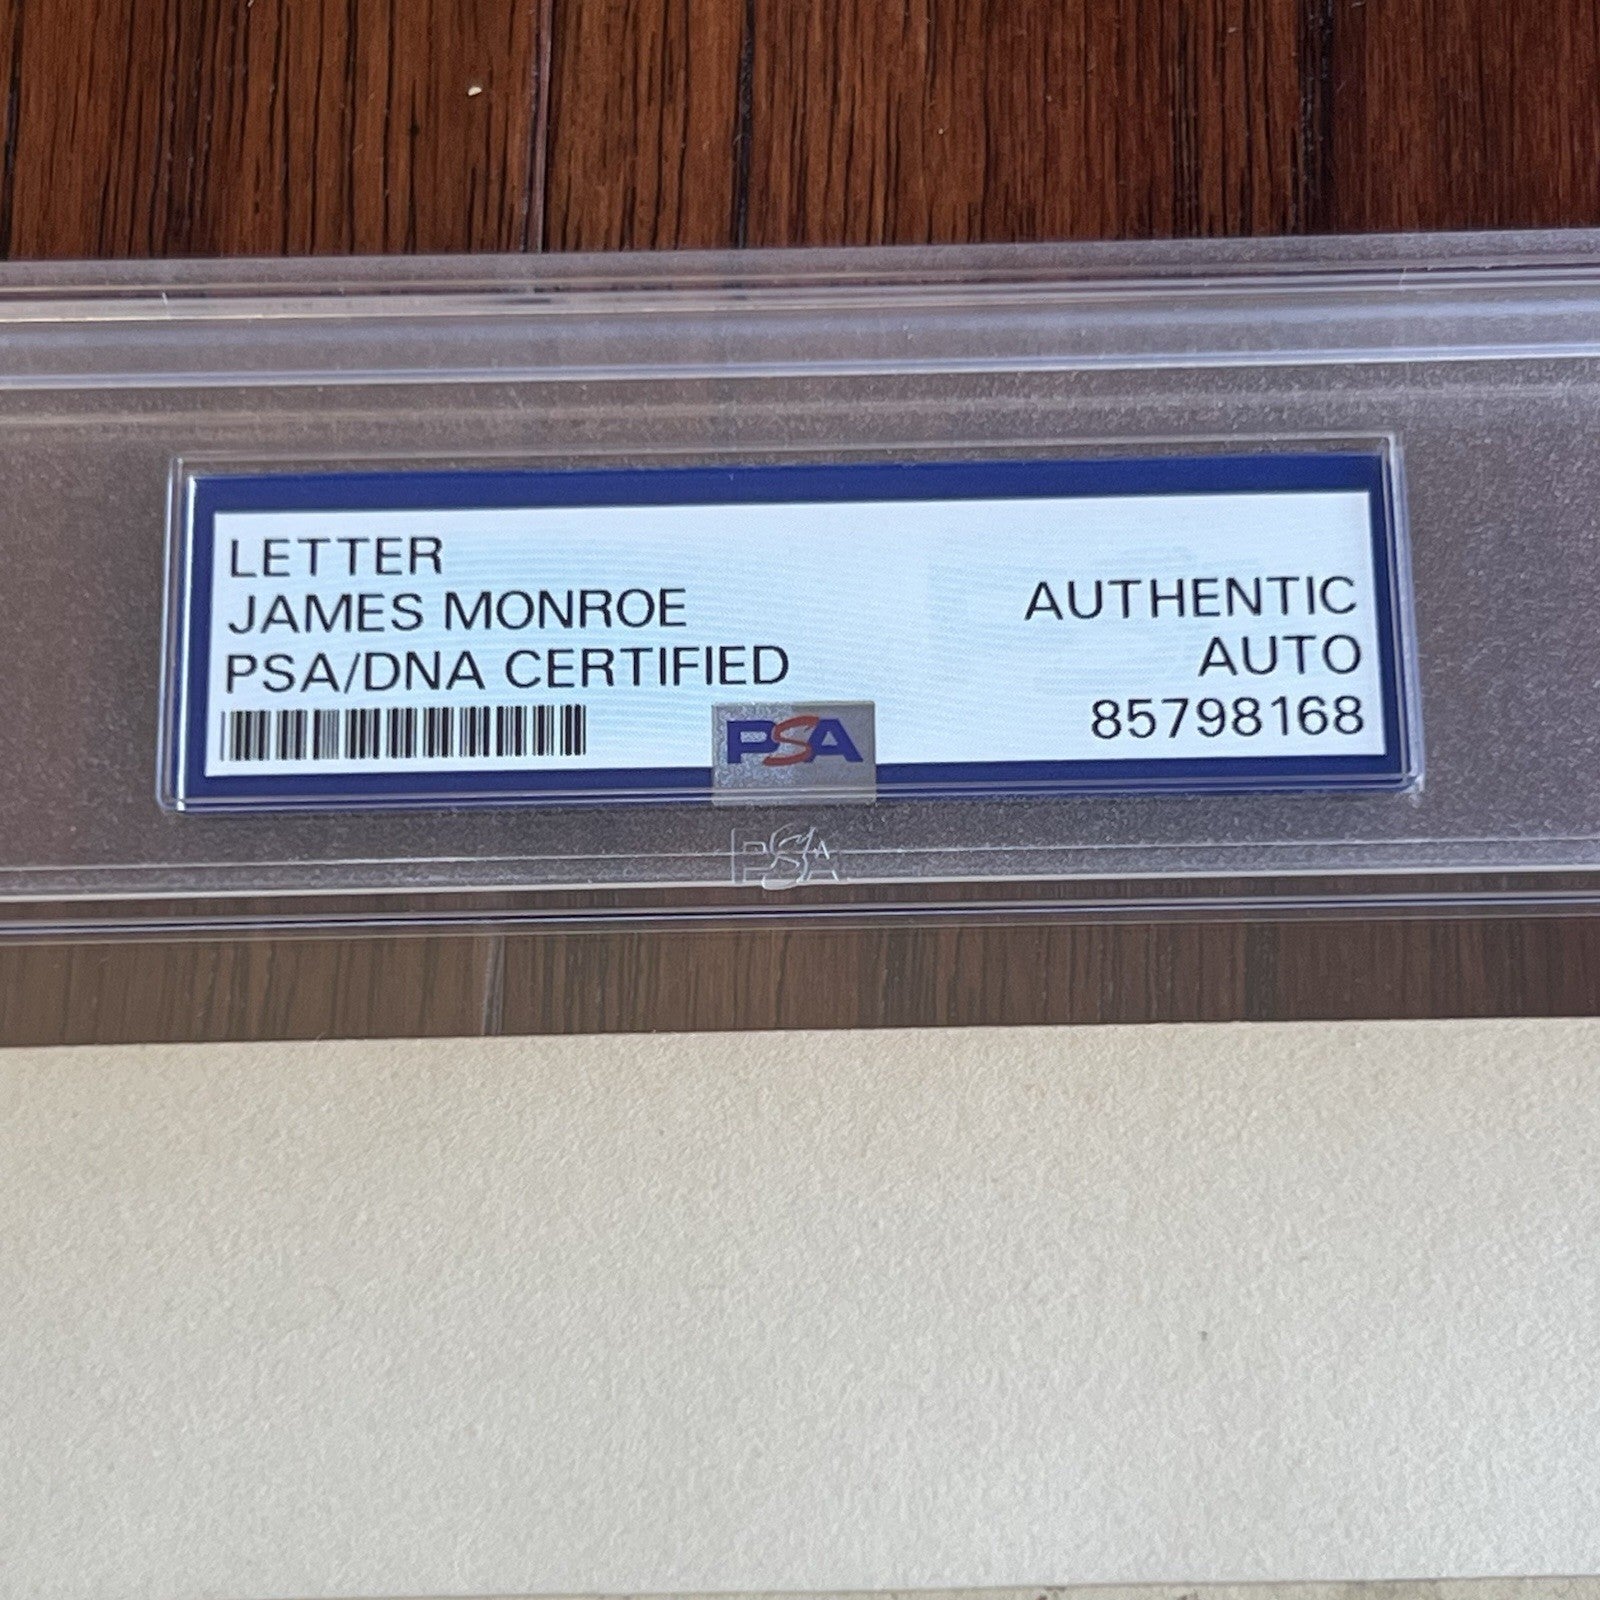 LETTER
JAMES MONROE
PSA/DNA CERTIFIED
AUTHENTIC
AUTO
85798168
PSA
PSA